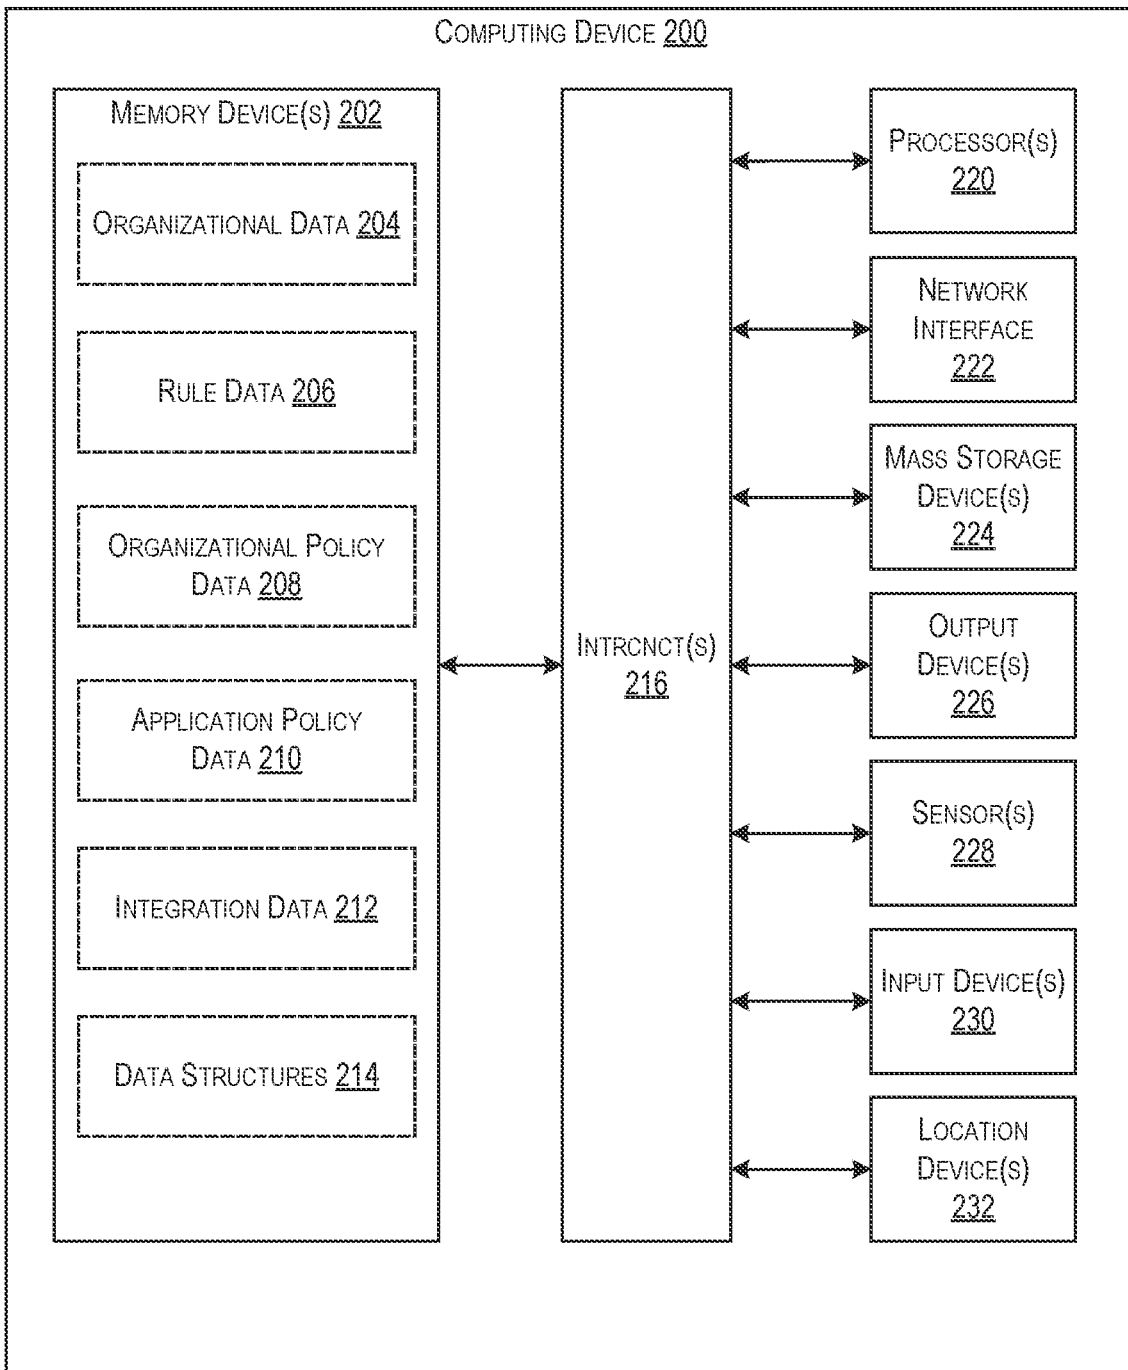 COMPUTING DEVICE 200
MEMORY DEVICE(S) 202
ORGANIZATIONAL DATA 204
RULE DATA 206
ORGANIZATIONAL POLICY
DATA 208
APPLICATION POLICY
DATA 210
INTEGRATION DATA 212
DATA STRUCTURES 214
INTRCNCT(S)
216
PROCESSOR(S)
220
NETWORK
INTERFACE
222
MASS STORAGE
DEVICE(S)
224
OUTPUT
DEVICE(S)
226
SENSOR(S)
228
INPUT DEVICE(S)
230
LOCATION
DEVICE(S)
232